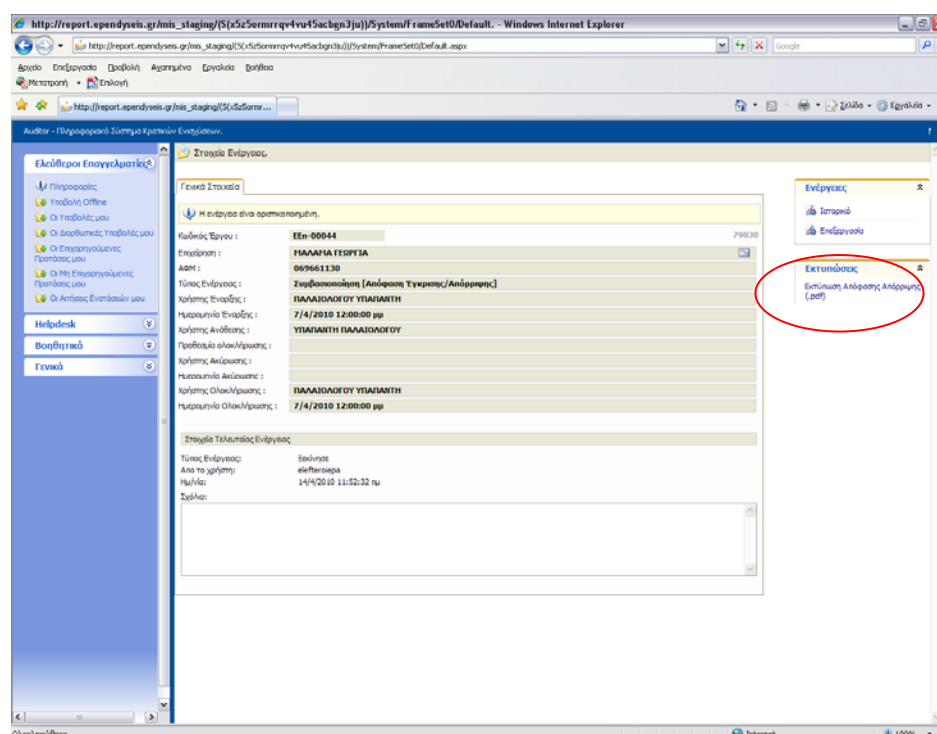 http://report.ependyseis.gr/mis_staging/(S(x5z5ormrrqv4vu45acbgn3ju))/System/FrameSet0/Default. - Windows Internet Explorer
http://report.ependyseis.gr/mis_staging/(S(x5z5ormrrqv4vu45acbgn3ju))/System/FrameSet0/Default.aspx
Google
Αρχείο Επεξεργασία Προβολή Αγαπημένα Εργαλεία Βοήθεια
Μετατροπή Επιλογή
http://report.ependyseis.gr/mis_staging/(S(x5z5ormr...
Σελίδα Εργαλεία
Auditor - Πληροφοριακό Σύστημα Κρατικών Ενισχύσεων.
Ελεύθεροι Επαγγελματίες
Πληροφορίες
Υποβολή Offline
Οι Υποβολές μου
Οι Διορθωτικές Υποβολές μου
Οι Επιχορηγούμενες
Προτάσεις μου
Οι Μη Επιχορηγούμενες
Προτάσεις μου
Οι Αιτήσεις Ενστάσεών μου
Helpdesk
Βοηθητικά
Γενικά
Στοιχεία Ενέργειας.
Γενικά Στοιχεία
Η ενέργεια είναι οριστικοποιημένη.
Κωδικός Έργου : ΕΕπ-00044 79030
Επιχείρηση : ΜΑΛΑΜΑ ΓΕΩΡΓΙΑ
ΑΦΜ : 069661130
Τύπος Ενέργειας : Συμβασιοποίηση [Απόφαση Έγκρισης/Απόρριψης]
Χρήστης Έναρξης : ΠΑΛΑΙΟΛΟΓΟΥ ΥΠΑΠΑΝΤΗ
Ημερομηνία Έναρξης : 7/4/2010 12:00:00 μμ
Χρήστης Ανάθεσης : ΥΠΑΠΑΝΤΗ ΠΑΛΑΙΟΛΟΓΟΥ
Προθεσμία ολοκλήρωσης :
Χρήστης Ακύρωσης :
Ημερομηνία Ακύρωσης :
Χρήστης Ολοκλήρωσης : ΠΑΛΑΙΟΛΟΓΟΥ ΥΠΑΠΑΝΤΗ
Ημερομηνία Ολοκλήρωσης : 7/4/2010 12:00:00 μμ
Στοιχεία Τελευταίας Ενέργειας
Τύπος Ενέργειας: Ξεκίνησε
Απο το χρήστη: elefteroiepa
Ημ/νία: 14/4/2010 11:52:32 πμ
Σχόλια:
Ενέργειες
Ιστορικό
Επεξεργασία
Εκτυπώσεις
Εκτύπωση Απόφασης Απόρριψης
(.pdf)
Internet 100%